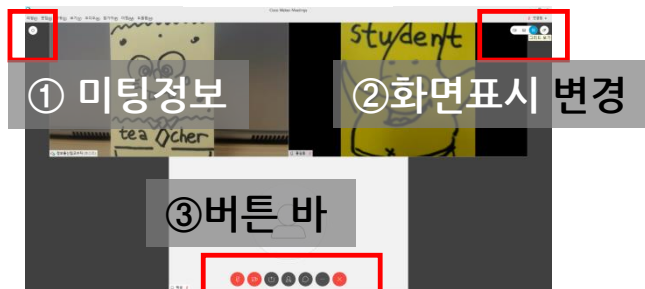 Cisco Webex Meetings
student
① 미팅정보
②화면표시 변경
tea cher
③버튼 바